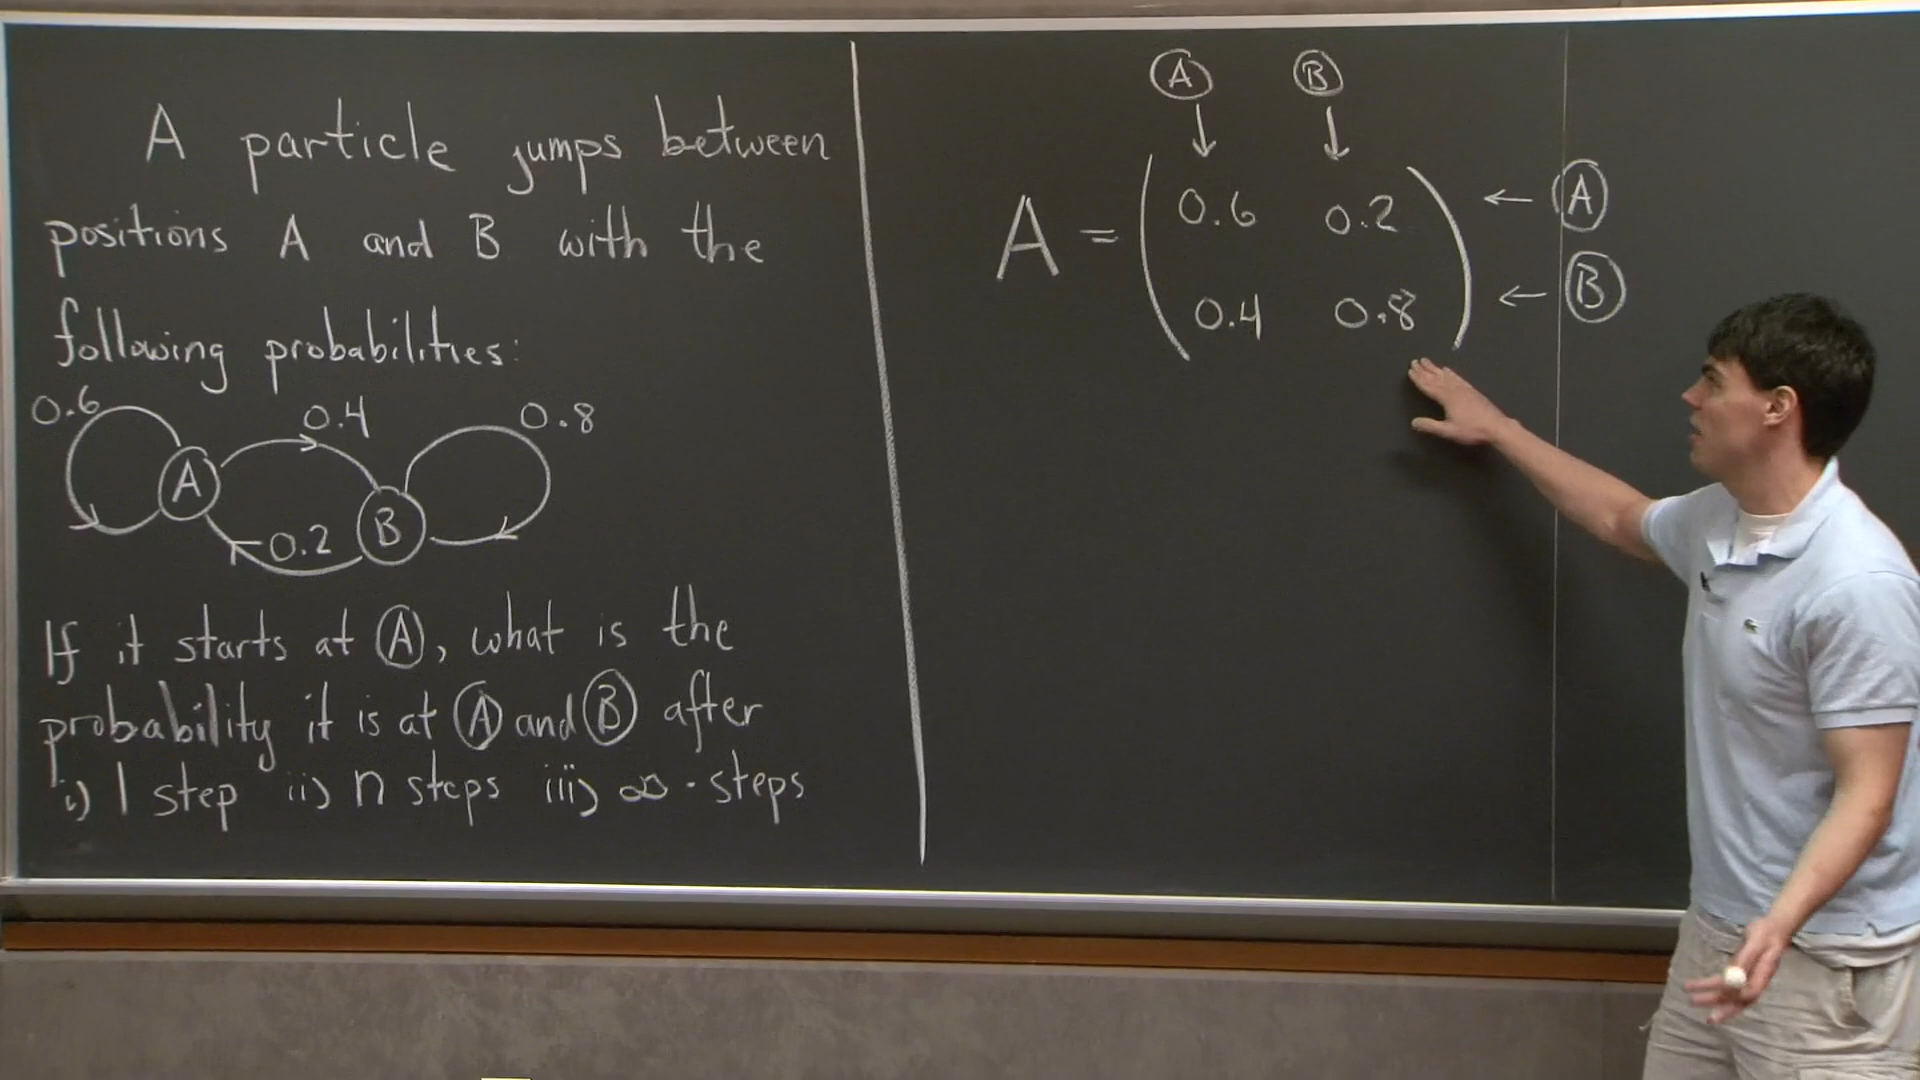 A particle jumps between
positions A and B with the
following probabilities:
0.6 0.4 0.8
A
B
0.2
If it starts at Ⓐ, what is the
probability it is at Ⓐ and Ⓑ after
i) 1 step ii) n steps iii) ∞-steps
Ⓐ Ⓑ
↓ ↓
A = ( 0.6 0.2 ) ← Ⓐ
( 0.4 0.8 ) ← Ⓑ